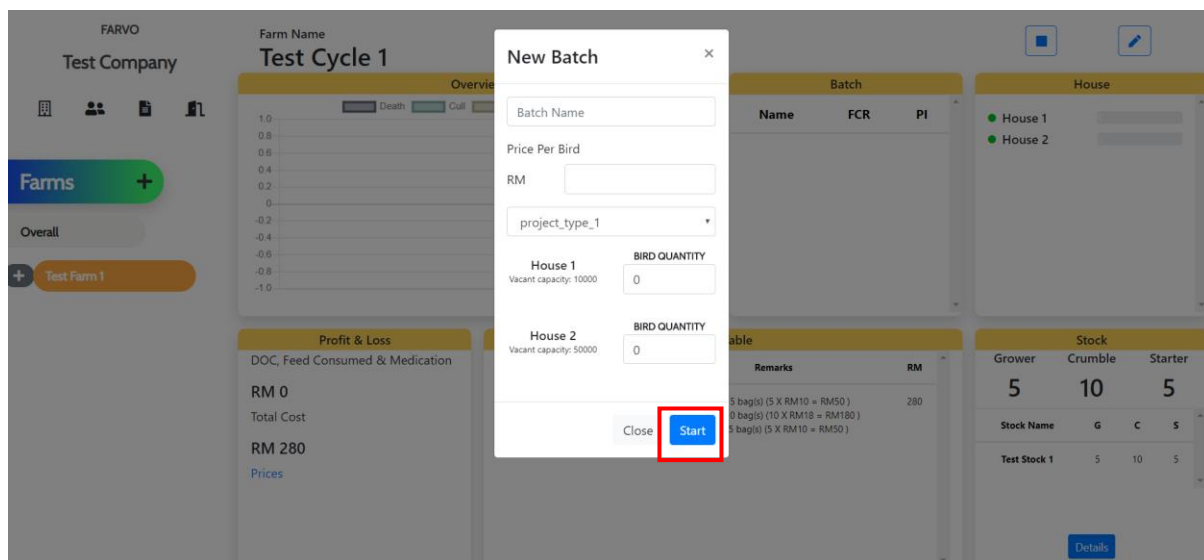 FARVO
Test Company
Farms +
Overall
+ Test Farm 1
Farm Name
Test Cycle 1
Overvie
Death Cull
1.0
0.8
0.6
0.4
0.2
0
-0.2
-0.4
-0.6
-0.8
-1.0
New Batch ×
Batch Name
Price Per Bird
RM
project_type_1
House 1
Vacant capacity: 10000
BIRD QUANTITY
0
House 2
Vacant capacity: 50000
BIRD QUANTITY
0
Close Start
Batch
Name FCR PI
House
House 1
House 2
Profit & Loss
DOC, Feed Consumed & Medication
RM 0
Total Cost
RM 280
Prices
able
Remarks RM
5 bag(s) (5 X RM10 = RM50 ) 280
0 bag(s) (10 X RM18 = RM180 )
5 bag(s) (5 X RM10 = RM50 )
Stock
Grower Crumble Starter
5 10 5
Stock Name G C S
Test Stock 1 5 10 5
Details